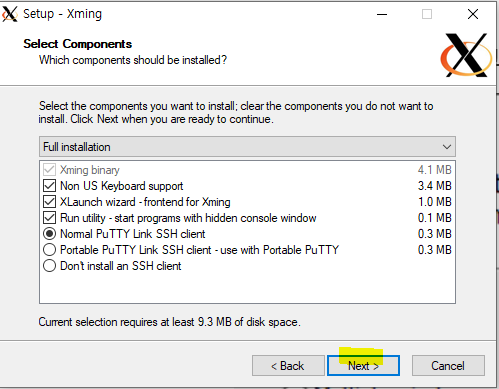 Setup - Xming
Select Components
Which components should be installed?
Select the components you want to install; clear the components you do not want to
install. Click Next when you are ready to continue.
Full installation
Xming binary 4.1 MB
Non US Keyboard support 3.4 MB
XLaunch wizard - frontend for Xming 1.0 MB
Run utility - start programs with hidden console window 0.1 MB
Normal PuTTY Link SSH client 0.3 MB
Portable PuTTY Link SSH client - use with Portable PuTTY 0.3 MB
Don't install an SSH client
Current selection requires at least 9.3 MB of disk space.
< Back Next > Cancel